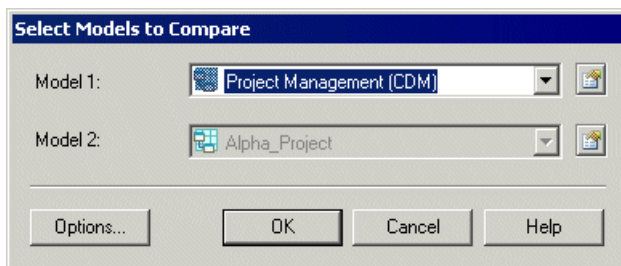 Select Models to Compare
Model 1: Project Management (CDM)
Model 2: Alpha_Project
Options... OK Cancel Help